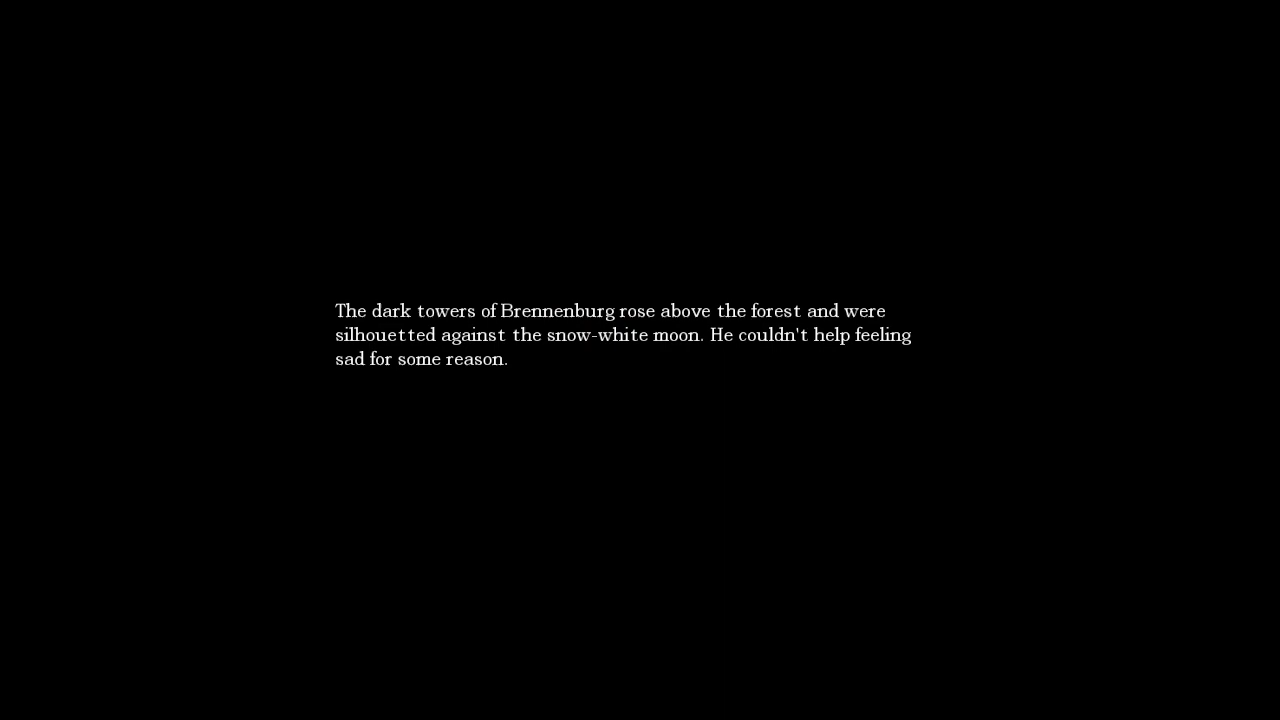 The dark towers of Brennenburg rose above the forest and were
silhouetted against the snow-white moon. He couldn't help feeling
sad for some reason.